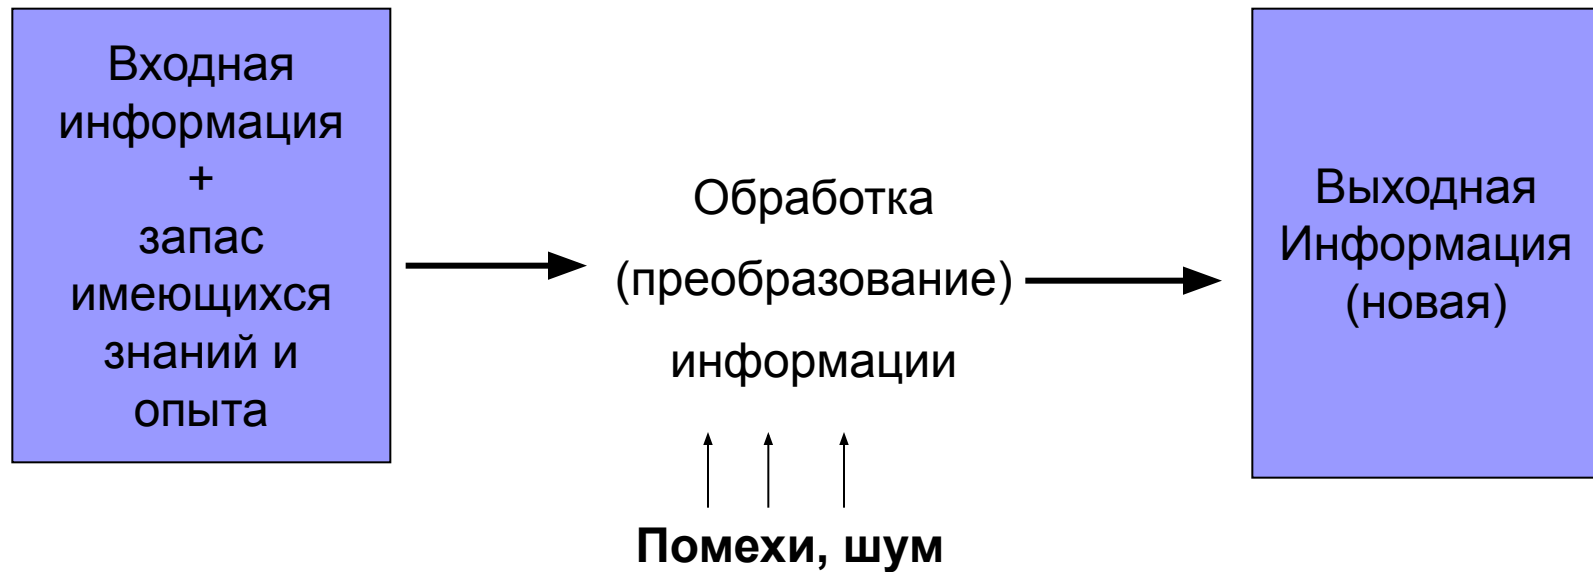 Входная
информация
+
запас
имеющихся
знаний и
опыта
Обработка
(преобразование)
информации
Выходная
Информация
(новая)
Помехи, шум